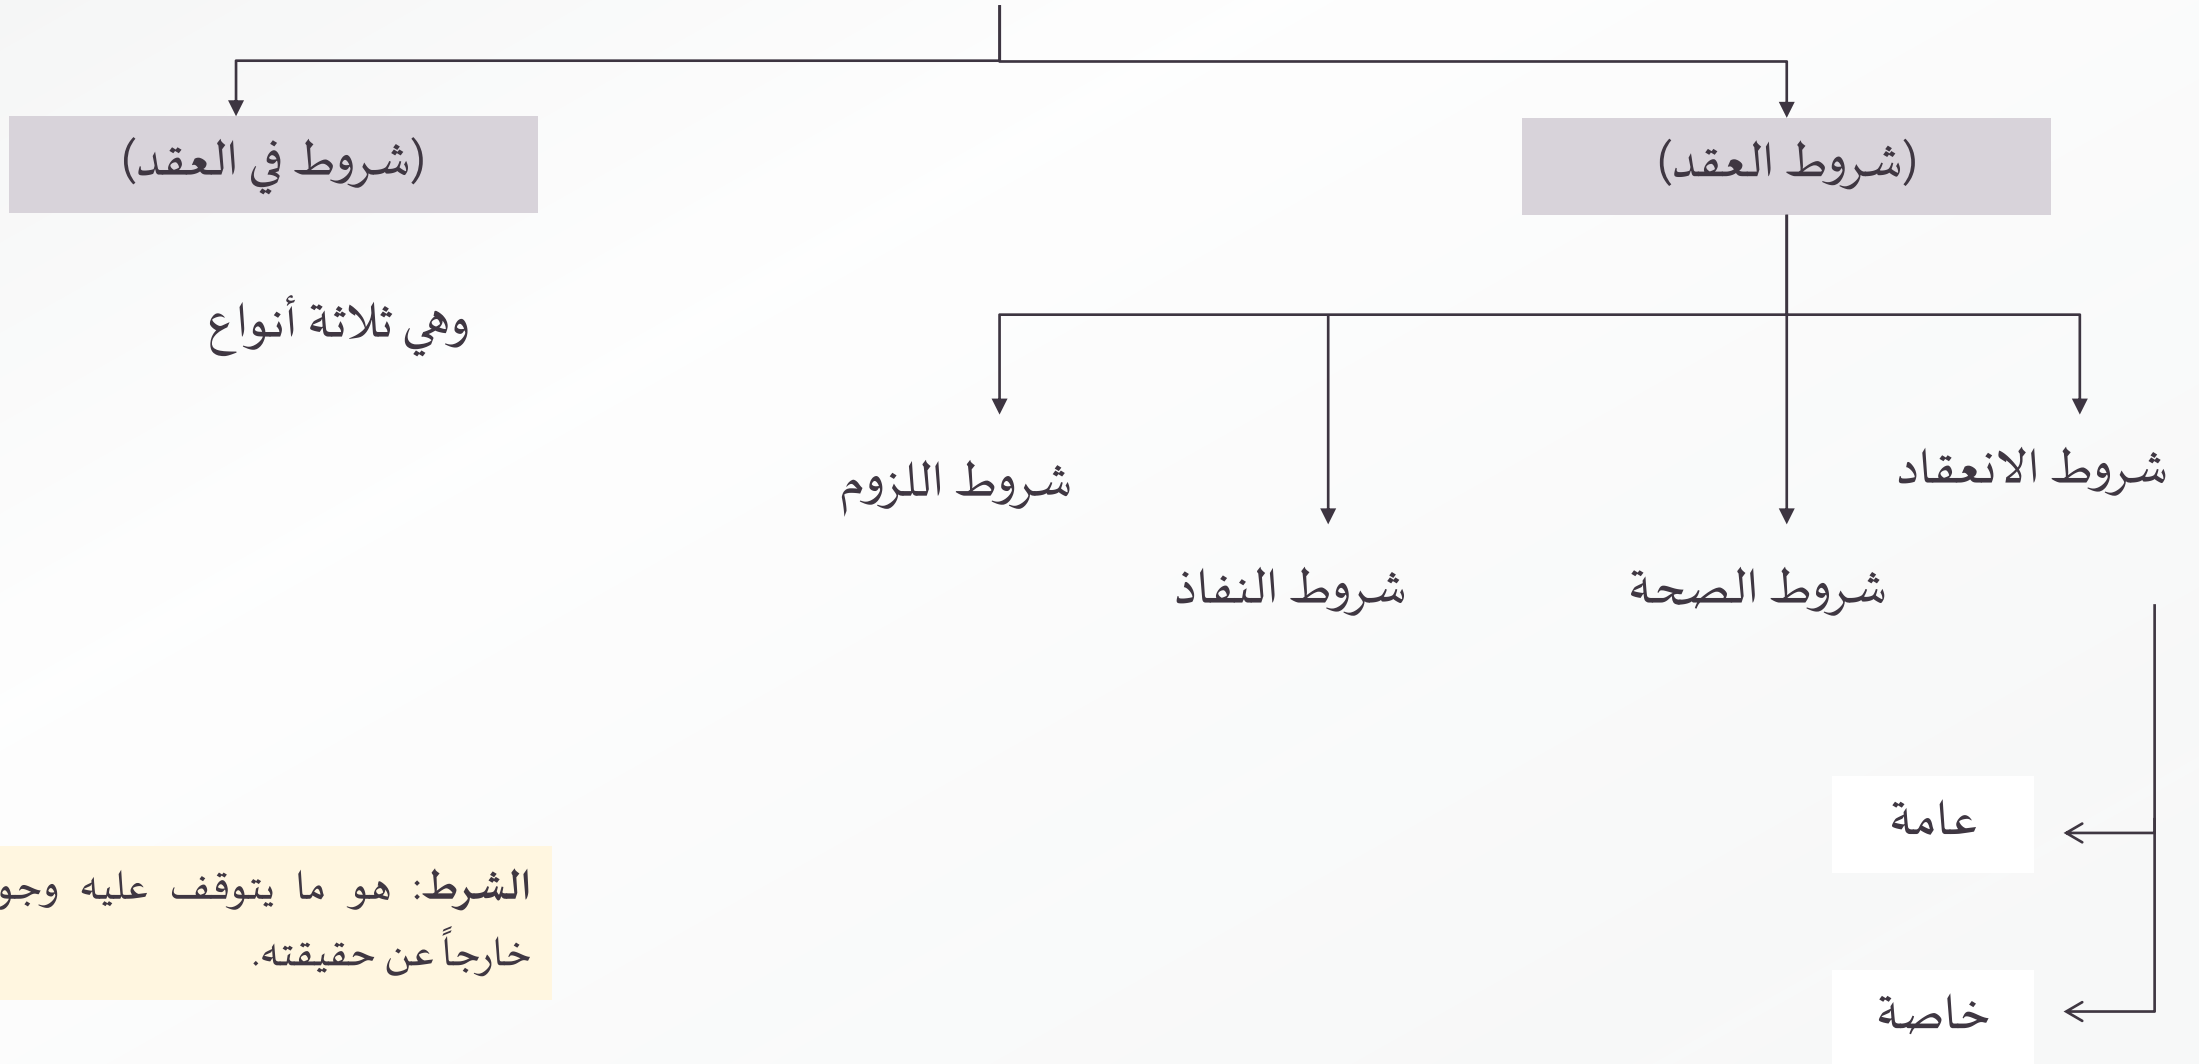 (شروط العقد)
(شروط في العقد)
وهي ثلاثة أنواع
شروط الانعقاد
شروط الصحة
شروط النفاذ
شروط اللزوم
عامة
خاصة
الشرط: هو ما يتوقف عليه
خارجاً عن حقيقته.